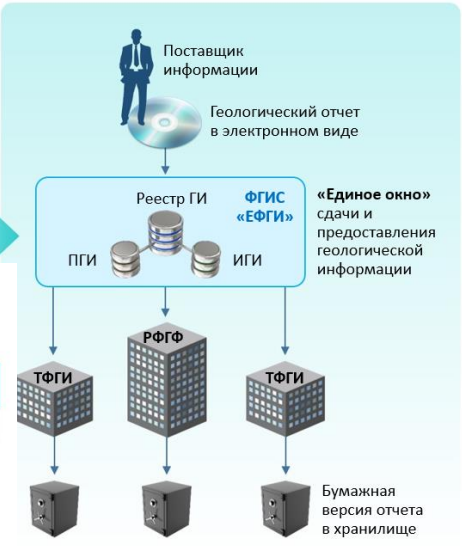 Поставщик
информации
Геологический отчет
в электронном виде
Реестр ГИ
ФГИС
«ЕФГИ»
ПГИ
ИГИ
«Единое окно»
сдачи и
предоставления
геологической
информации
РФГФ
ТФГИ
ТФГИ
Бумажная
версия отчета
в хранилище